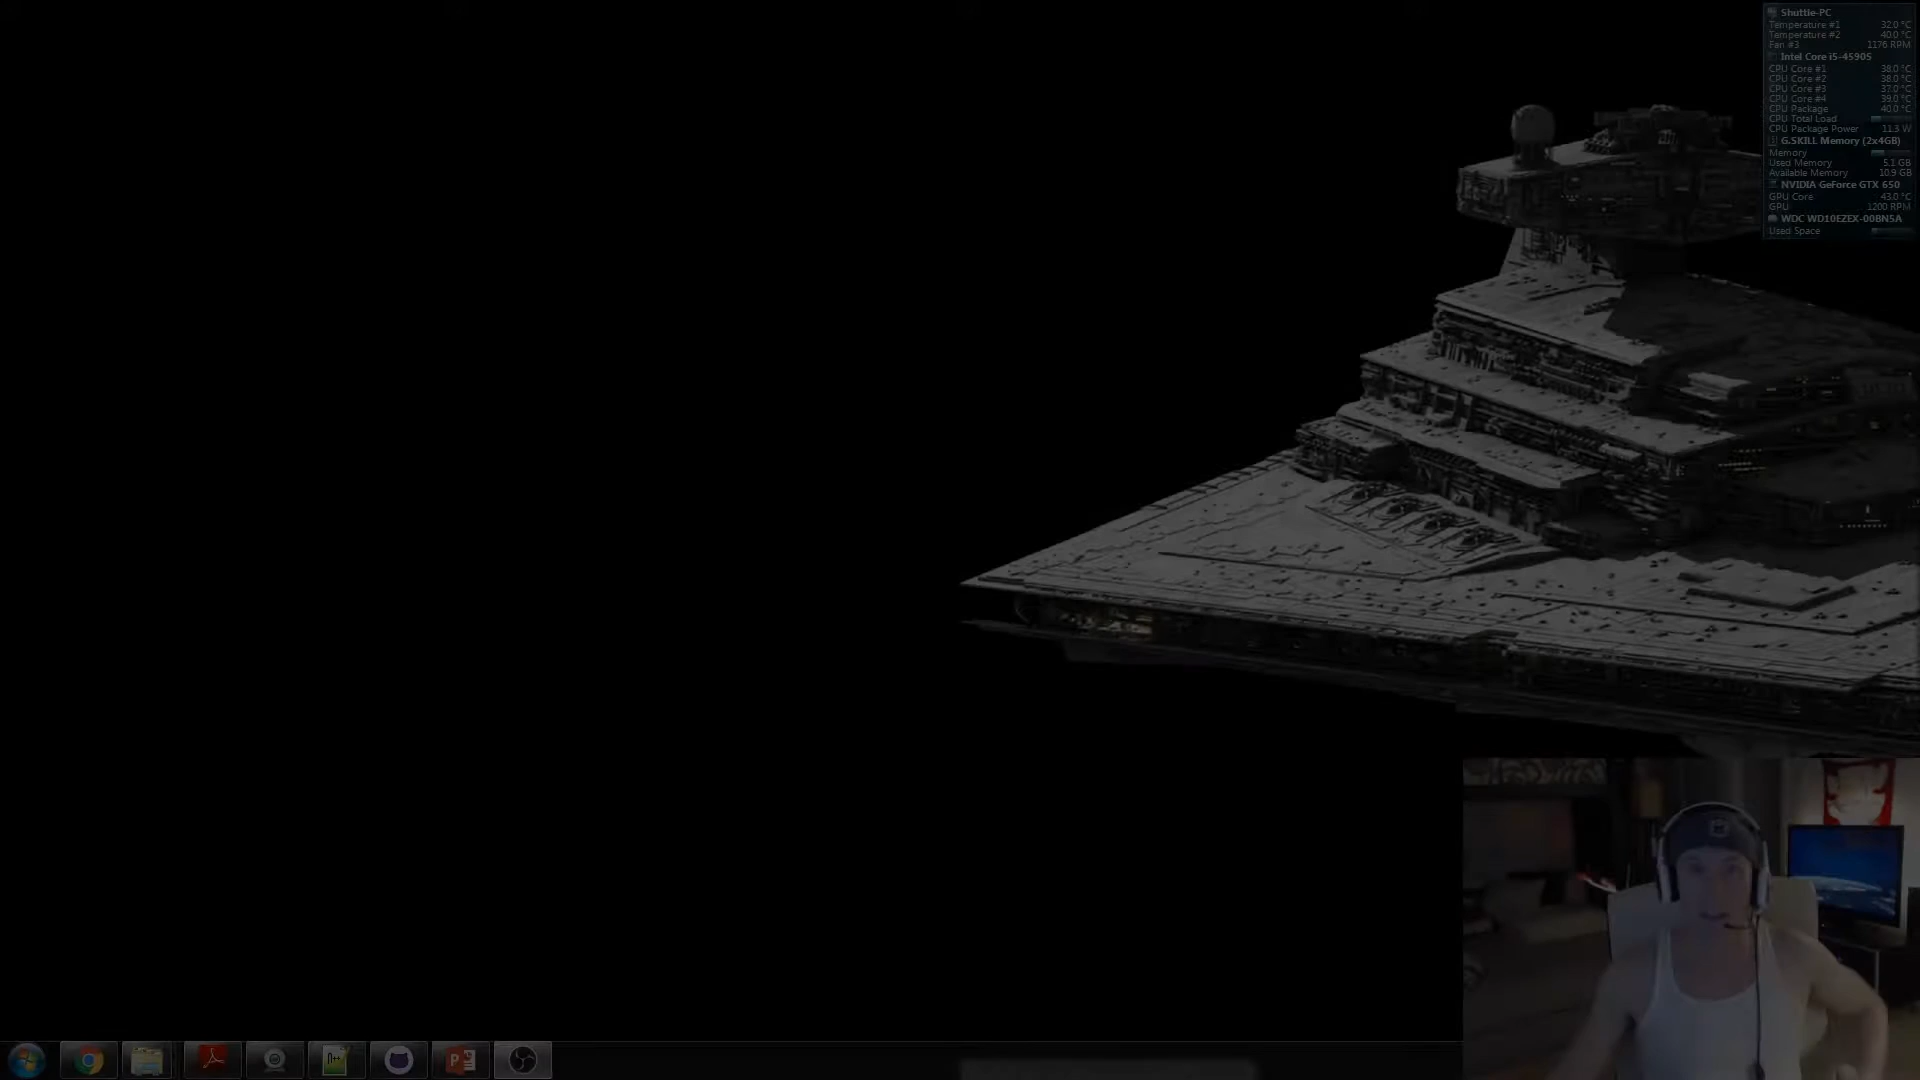 Shuttle-PC
Temperature #1 32.0 °C
Temperature #2 40.0 °C
Fan #3 1176 RPM
Intel Core i5-4590S
CPU Core #1 38.0 °C
CPU Core #2 38.0 °C
CPU Core #3 37.0 °C
CPU Core #4 39.0 °C
CPU Package 40.0 °C
CPU Total Load
CPU Package Power 11.3 W
G.SKILL Memory (2x4GB)
Memory
Used Memory 5.1 GB
Available Memory 10.9 GB
NVIDIA GeForce GTX 650
GPU Core 43.0 °C
GPU 1200 RPM
WDC WD10EZEX-00BN5A
Used Space